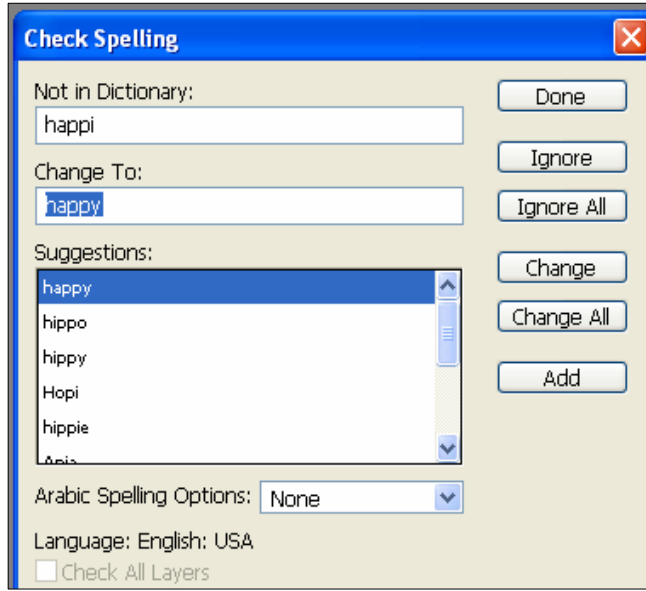 Check Spelling
Not in Dictionary:
happi
Change To:
happy
Suggestions:
happy
hippo
hippy
Hopi
hippie
Arabic Spelling Options: None
Language: English: USA
Check All Layers
Done
Ignore
Ignore All
Change
Change All
Add